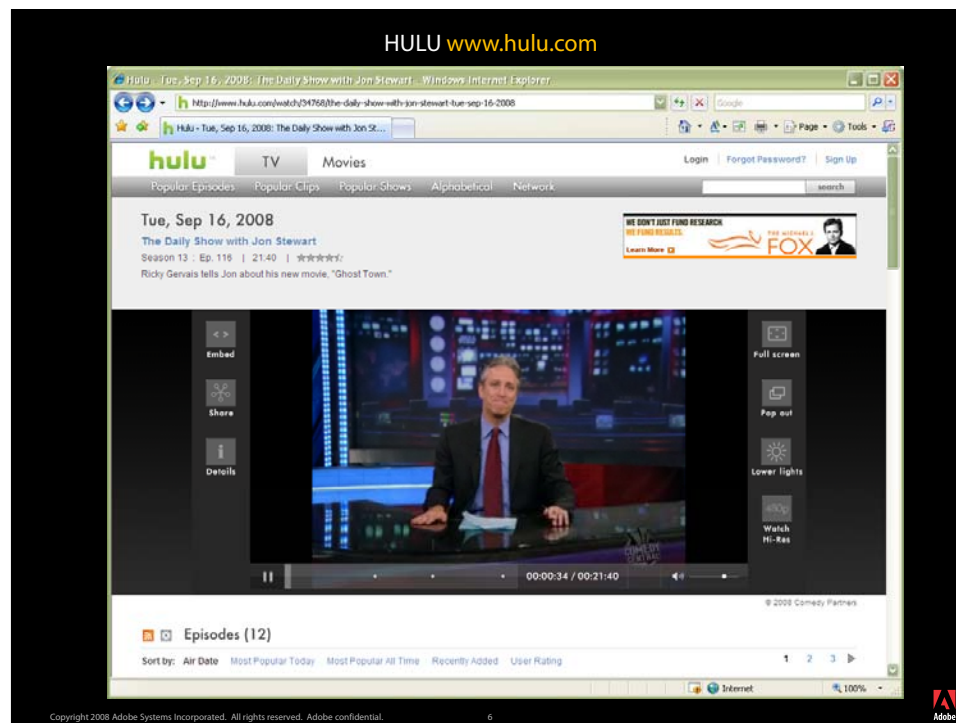 HULU www.hulu.com
Hulu - Tue, Sep 16, 2008: The Daily Show with Jon Stewart - Windows Internet Explorer
http://www.hulu.com/watch/34768/the-daily-show-with-jon-stewart-tue-sep-16-2008
Google
Hulu - Tue, Sep 16, 2008: The Daily Show with Jon St...
Page
Tools
hulu
TV
Movies
Login
Forgot Password?
Sign Up
Popular Episodes
Popular Clips
Popular Shows
Alphabetical
Network
search
Tue, Sep 16, 2008
The Daily Show with Jon Stewart
Season 13 : Ep. 116 | 21:40 |
Ricky Gervais tells Jon about his new movie, "Ghost Town."
WE DON'T JUST FUND RESEARCH.
WE FUND RESULTS.
Learn More
THE MICHAEL J.
FOX
Embed
Share
Details
Full screen
Pop out
Lower lights
480p
Watch
Hi-Res
COMEDY
CENTRAL
00:00:34 / 00:21:40
© 2008 Comedy Partners
Episodes (12)
Sort by: Air Date Most Popular Today Most Popular All Time Recently Added User Rating
1 2 3
Internet
100%
Copyright 2008 Adobe Systems Incorporated. All rights reserved. Adobe confidential.
6
Adobe